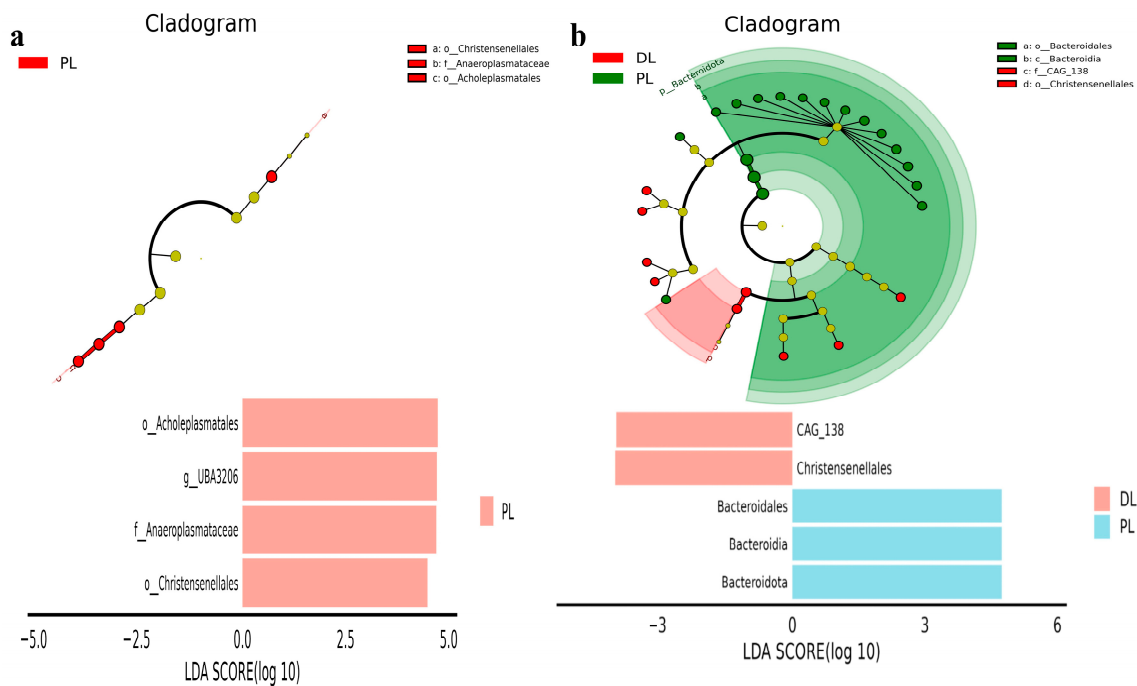 a
Cladogram
PL
a: o__Christensenellales
b: f__Anaeroplasmataceae
c: o__Acholeplasmatales
o__Acholeplasmatales
g__UBA3206
f__Anaeroplasmataceae
o__Christensenellales
PL
−5.0 −2.5 0.0 2.5 5.0
LDA SCORE(log 10)
b
Cladogram
DL
PL
a: o__Bacteroidales
b: c__Bacteroidia
c: f__CAG_138
d: o__Christensenellales
p__Bacteroidota
b
a
CAG_138
Christensenellales
Bacteroidales
Bacteroidia
Bacteroidota
DL
PL
−3 0 3 6
LDA SCORE(log 10)